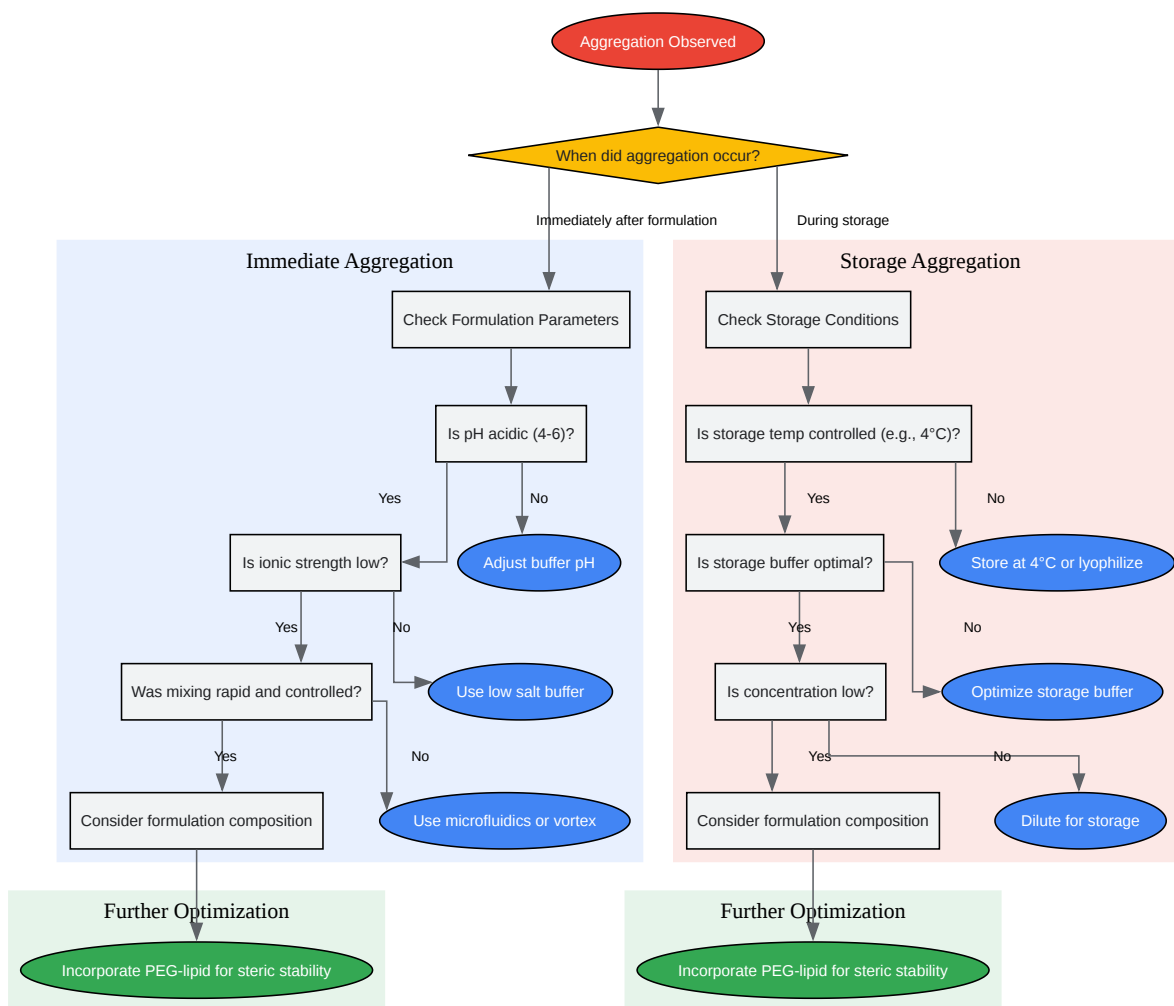 Aggregation Observed
When did aggregation occur?
Immediately after formulation
During storage
Immediate Aggregation
Storage Aggregation
Check Formulation Parameters
Check Storage Conditions
Is pH acidic (4-6)?
Is storage temp controlled (e.g., 4°C)?
Yes
No
Yes
No
Is ionic strength low?
Adjust buffer pH
Is storage buffer optimal?
Store at 4°C or lyophilize
Yes
No
Yes
No
Was mixing rapid and controlled?
Use low salt buffer
Is concentration low?
Optimize storage buffer
Yes
No
Yes
No
Consider formulation composition
Use microfluidics or vortex
Consider formulation composition
Dilute for storage
Further Optimization
Further Optimization
Incorporate PEG-lipid for steric stability
Incorporate PEG-lipid for steric stability